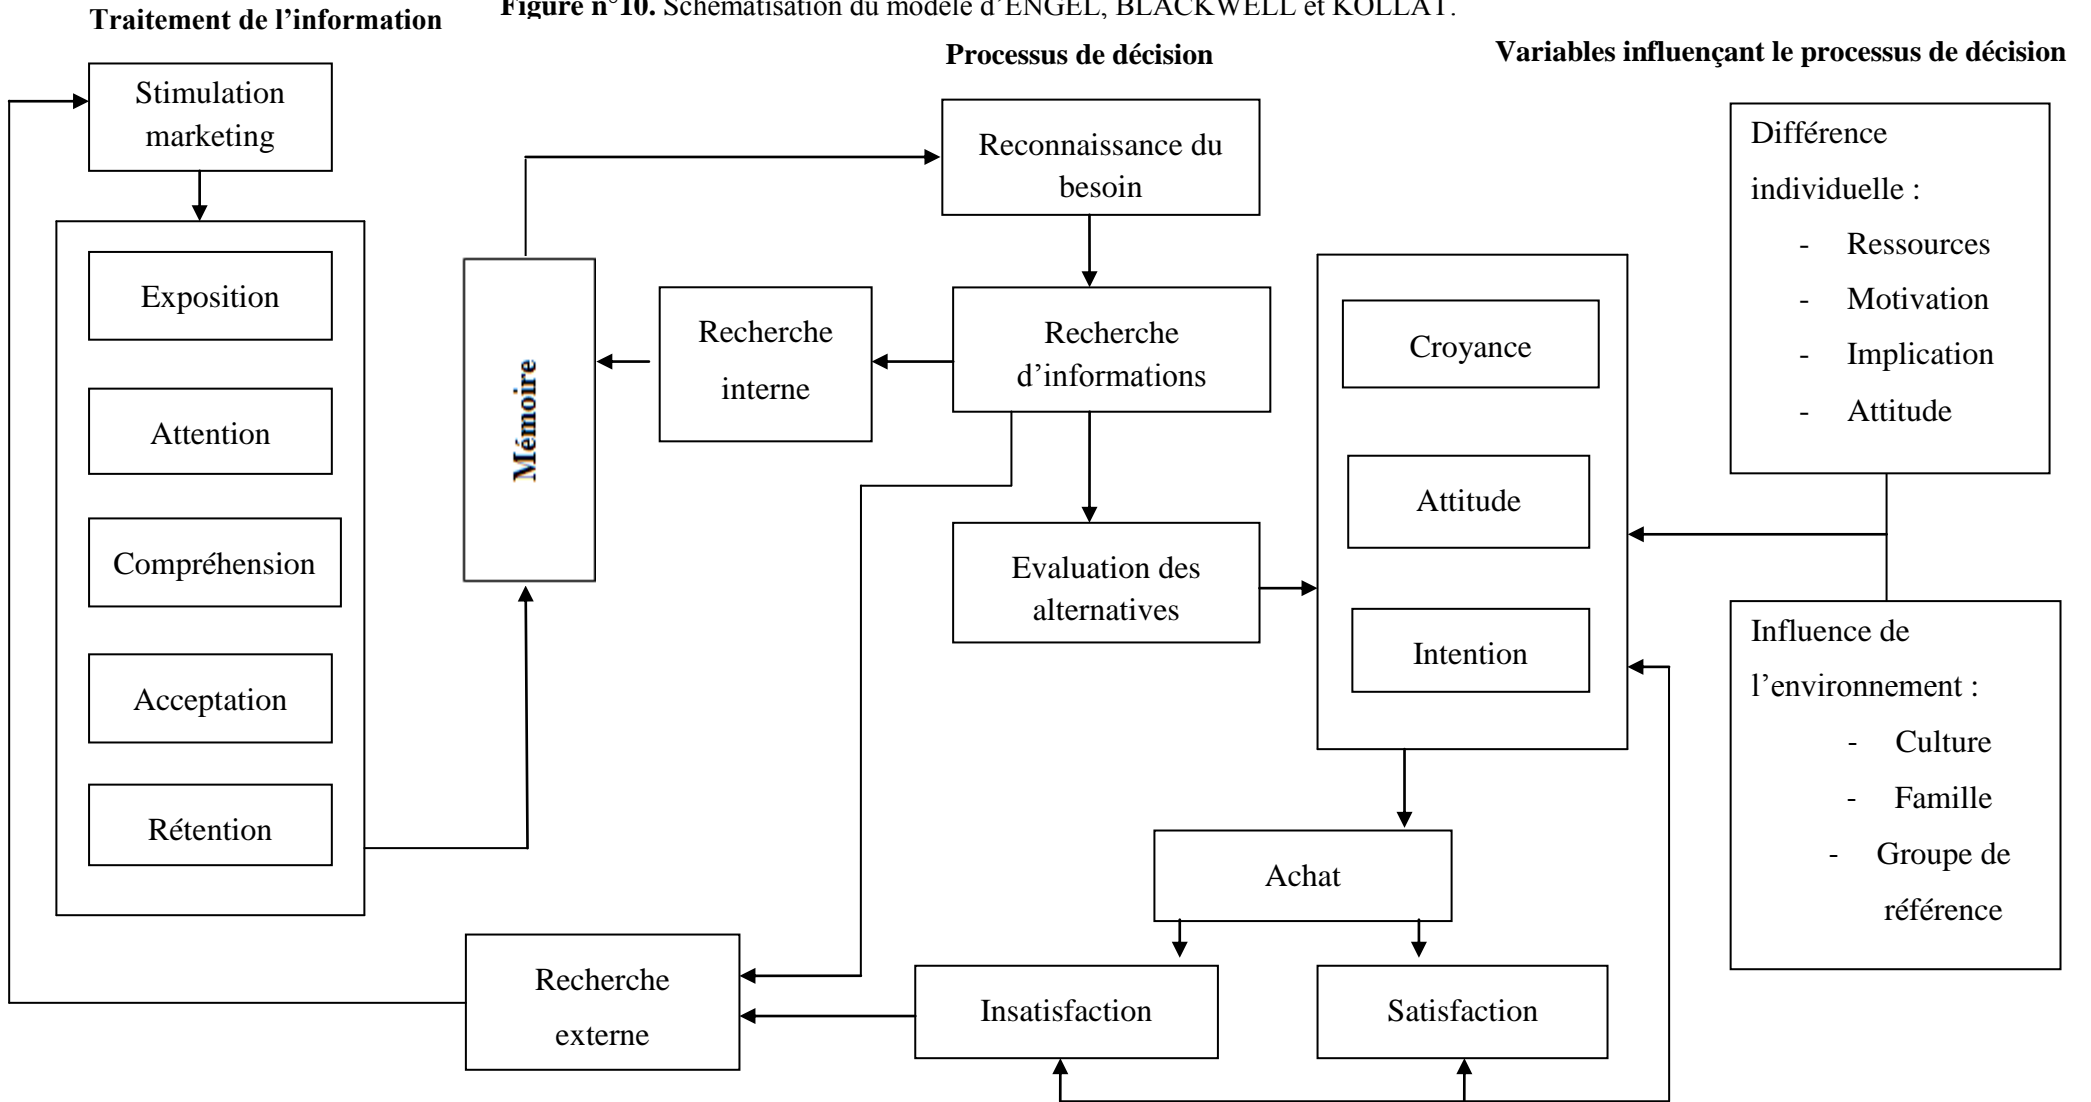 Figure n°10. Schématisation du modèle d'ENGEL, BLACKWELL et KOLLAT.
Traitement de l'information
Processus de décision
Variables influençant le processus de décision
Stimulation
marketing
Exposition
Attention
Compréhension
Acceptation
Rétention
Mémoire
Recherche
interne
Recherche
externe
Reconnaissance du
besoin
Recherche
d'informations
Evaluation des
alternatives
Croyance
Attitude
Intention
Achat
Insatisfaction
Satisfaction
Différence
individuelle :
- Ressources
- Motivation
- Implication
- Attitude
Influence de
l'environnement :
- Culture
- Famille
- Groupe de
référence